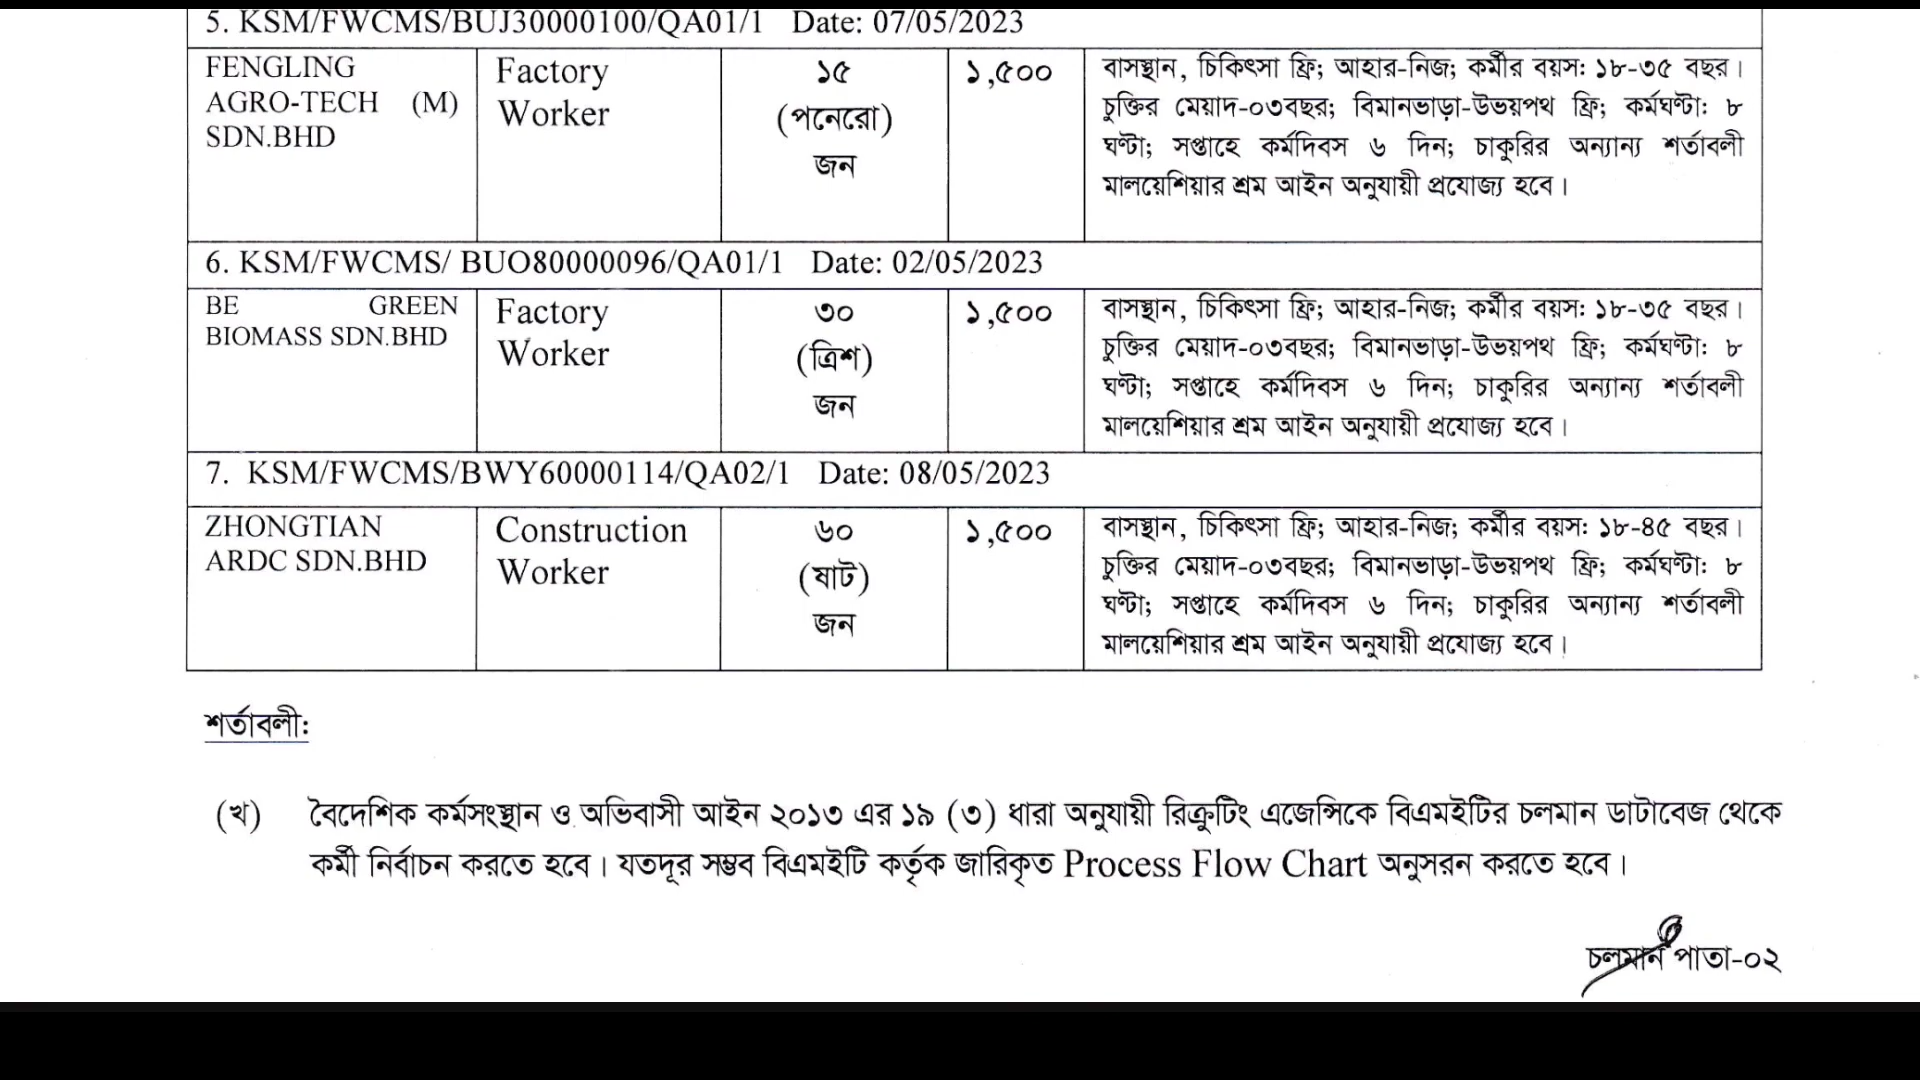 5. KSM/FWCMS/BUJ30000100/QA01/1 Date: 07/05/2023
FENGLING
AGRO-TECH (M)
SDN.BHD
Factory
Worker
১৫
(পনেরো)
জন
১,৫০০
বাসস্থান, চিকিৎসা ফ্রি; আহার-নিজ; কর্মীর বয়স: ১৮-৩৫ বছর।
চুক্তির মেয়াদ-০৩বছর; বিমানভাড়া-উভয়পথ ফ্রি; কর্মঘণ্টা: ৮
ঘণ্টা; সপ্তাহে কর্মদিবস ৬ দিন; চাকুরির অন্যান্য শর্তাবলী
মালয়েশিয়ার শ্রম আইন অনুযায়ী প্রযোজ্য হবে।
6. KSM/FWCMS/ BUO80000096/QA01/1 Date: 02/05/2023
BE GREEN
BIOMASS SDN.BHD
Factory
Worker
৩০
(ত্রিশ)
জন
১,৫০০
বাসস্থান, চিকিৎসা ফ্রি; আহার-নিজ; কর্মীর বয়স: ১৮-৩৫ বছর।
চুক্তির মেয়াদ-০৩বছর; বিমানভাড়া-উভয়পথ ফ্রি; কর্মঘণ্টা: ৮
ঘণ্টা; সপ্তাহে কর্মদিবস ৬ দিন; চাকুরির অন্যান্য শর্তাবলী
মালয়েশিয়ার শ্রম আইন অনুযায়ী প্রযোজ্য হবে।
7. KSM/FWCMS/BWY60000114/QA02/1 Date: 08/05/2023
ZHONGTIAN
ARDC SDN.BHD
Construction
Worker
৬০
(ষাট)
জন
১,৫০০
বাসস্থান, চিকিৎসা ফ্রি; আহার-নিজ; কর্মীর বয়স: ১৮-৪৫ বছর।
চুক্তির মেয়াদ-০৩বছর; বিমানভাড়া-উভয়পথ ফ্রি; কর্মঘণ্টা: ৮
ঘণ্টা; সপ্তাহে কর্মদিবস ৬ দিন; চাকুরির অন্যান্য শর্তাবলী
মালয়েশিয়ার শ্রম আইন অনুযায়ী প্রযোজ্য হবে।
শর্তাবলী:
(খ) বৈদেশিক কর্মসংস্থান ও অভিবাসী আইন ২০১৩ এর ১৯ (৩) ধারা অনুযায়ী রিক্রুটিং এজেন্সিকে বিএমইটির চলমান ডাটাবেজ থেকে
কর্মী নির্বাচন করতে হবে। যতদূর সম্ভব বিএমইটি কর্তৃক জারিকৃত Process Flow Chart অনুসরন করতে হবে।
চলমান পাতা-০২